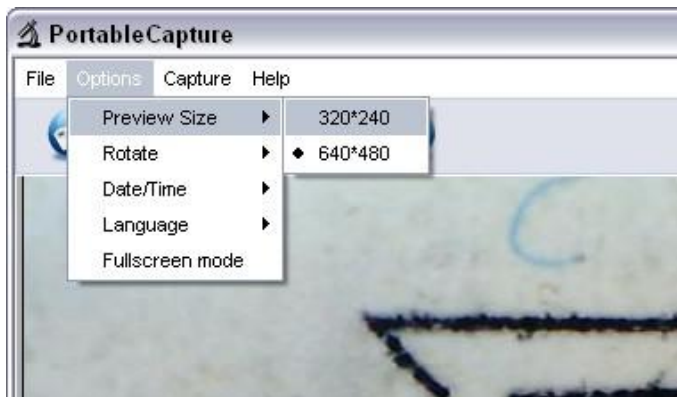 PortableCapture
File Options Capture Help
Preview Size 320*240
Rotate 640*480
Date/Time
Language
Fullscreen mode